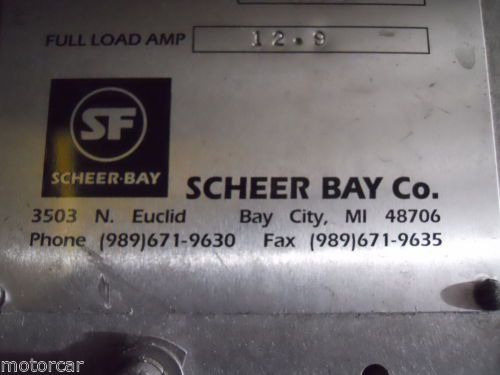 FULL LOAD AMP 12.9
SF
SCHEER-BAY
SCHEER BAY Co.
3503 N. Euclid Bay City, MI 48706
Phone (989)671-9630 Fax (989)671-9635
motorcar